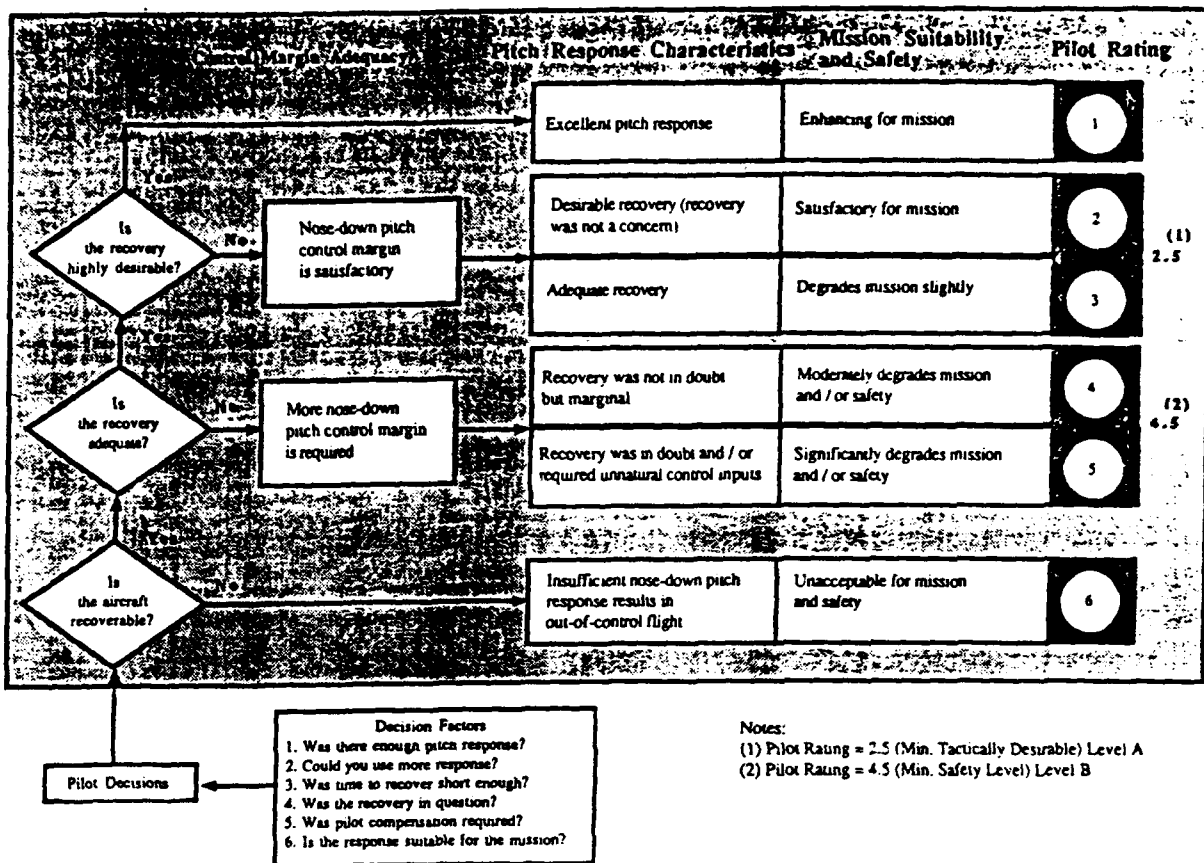 Control Margin Adequacy
Pitch Response Characteristics
Mission Suitability
and Safety
Pilot Rating
Excellent pitch response
Enhancing for mission
1
Yes
Is
the recovery
highly desirable?
No.
Nose-down pitch
control margin
is satisfactory
Desirable recovery (recovery
was not a concern)
Satisfactory for mission
2
(1)
2.5
Adequate recovery
Degrades mission slightly
3
Yes
Is
the recovery
adequate?
No
More nose-down
pitch control margin
is required
Recovery was not in doubt
but marginal
Moderately degrades mission
and / or safety
4
(2)
4.5
Recovery was in doubt and / or
required unnatural control inputs
Significantly degrades mission
and / or safety
5
Yes
Is
the aircraft
recoverable?
No
Insufficient nose-down pitch
response results in
out-of-control flight
Unacceptable for mission
and safety
6
Pilot Decisions
Decision Factors
1. Was there enough pitch response?
2. Could you use more response?
3. Was time to recover short enough?
4. Was the recovery in question?
5. Was pilot compensation required?
6. Is the response suitable for the mission?
Notes:
(1) Pilot Rating = 2.5 (Min. Tactically Desirable) Level A
(2) Pilot Rating = 4.5 (Min. Safety Level) Level B